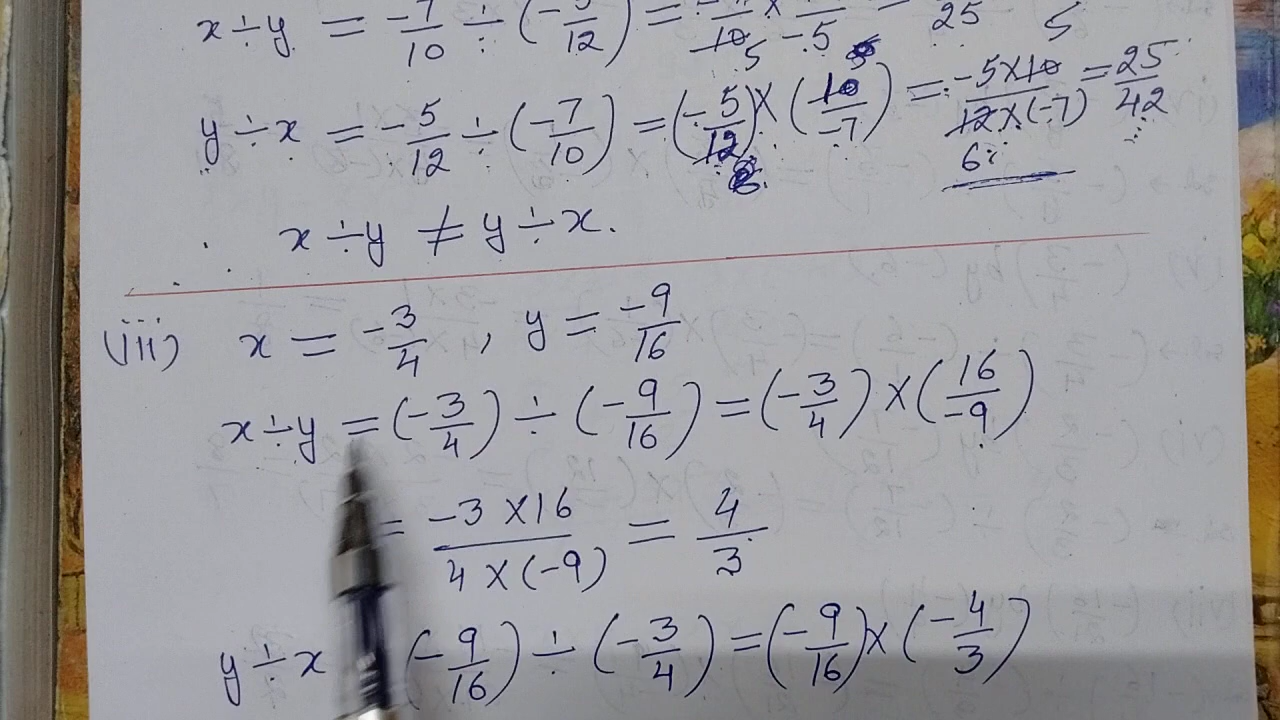 x ÷ y = -7/10 ÷ (-5/12) = × /-5 = /25
y ÷ x = -5/12 ÷ (-7/10) = (-5/12) × (10/-7) = -5×10/12×(-7) = 25/42
6
x ÷ y ≠ y ÷ x.
(iii) x = -3/4 , y = -9/16
x ÷ y = (-3/4) ÷ (-9/16) = (-3/4) × (16/-9)
= -3 × 16/4 × (-9) = 4/3
y ÷ x (-9/16) ÷ (-3/4) = (-9/16) × (-4/3)